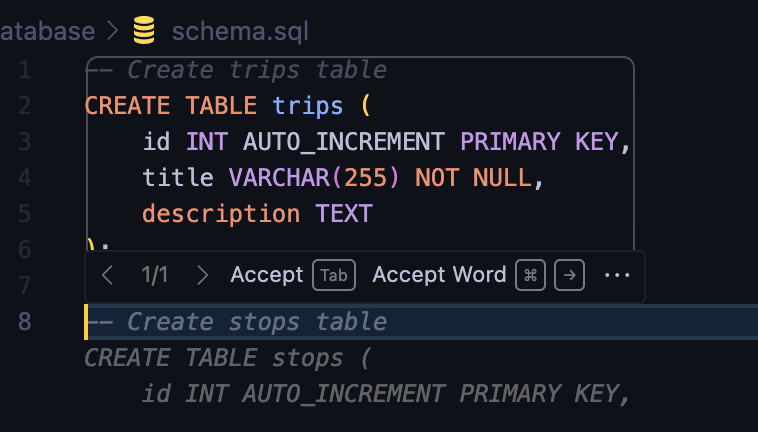 atabase > schema.sql
1 -- Create trips table
2 CREATE TABLE trips (
3 id INT AUTO_INCREMENT PRIMARY KEY,
4 title VARCHAR(255) NOT NULL,
5 description TEXT
6 );
7
< 1/1 > Accept Tab Accept Word ⌘ → ···
8 -- Create stops table
CREATE TABLE stops (
id INT AUTO_INCREMENT PRIMARY KEY,